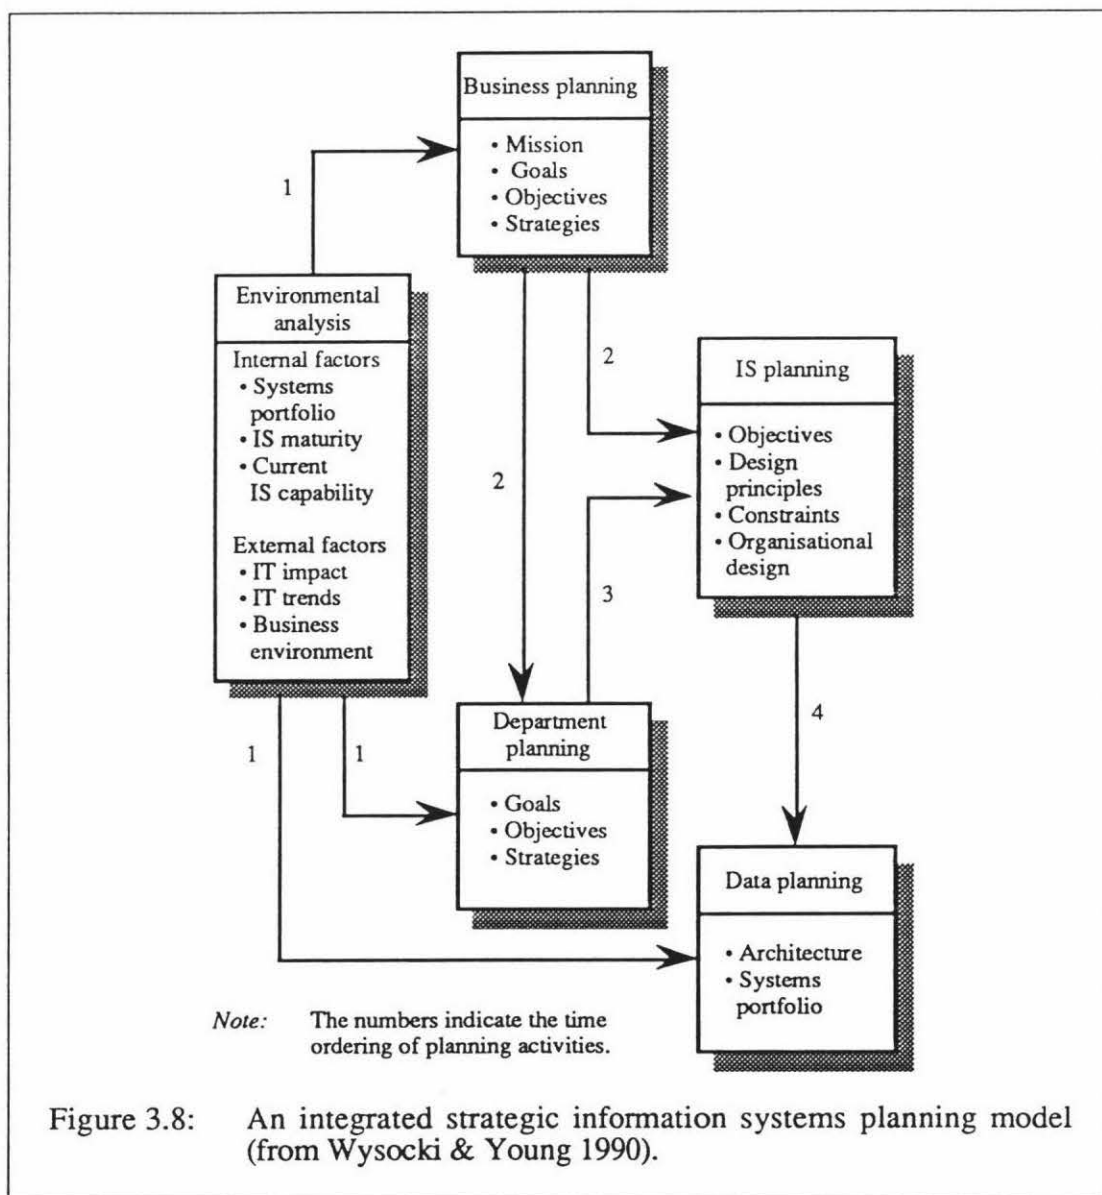 Business planning
• Mission
• Goals
• Objectives
• Strategies
1
Environmental
analysis
Internal factors
• Systems
portfolio
• IS maturity
• Current
IS capability
External factors
• IT impact
• IT trends
• Business
environment
2
2
IS planning
• Objectives
• Design
principles
• Constraints
• Organisational
design
3
4
1
1
Department
planning
• Goals
• Objectives
• Strategies
Data planning
• Architecture
• Systems
portfolio
Note: The numbers indicate the time
ordering of planning activities.
Figure 3.8: An integrated strategic information systems planning model
(from Wysocki & Young 1990).